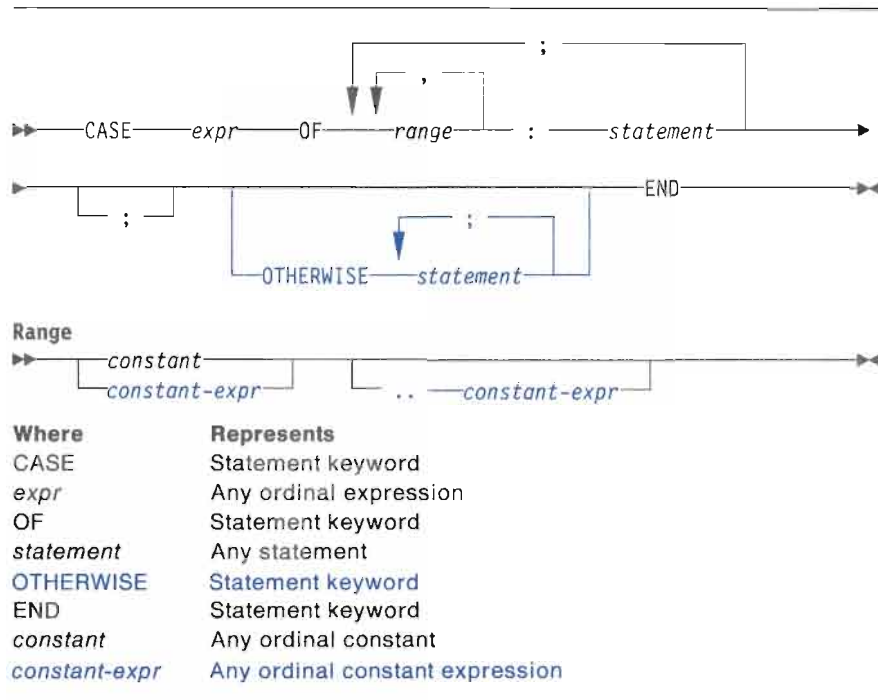 ;
,
CASE expr OF range : statement
; END
;
OTHERWISE statement
Range
constant
constant-expr .. constant-expr
Where Represents
CASE Statement keyword
expr Any ordinal expression
OF Statement keyword
statement Any statement
OTHERWISE Statement keyword
END Statement keyword
constant Any ordinal constant
constant-expr Any ordinal constant expression